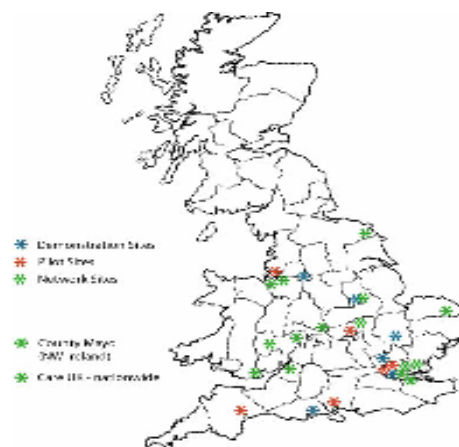 Demonstration Sites
Pilot Sites
Network Sites
County Mayo
(NW Ireland)
Care UK - nationwide